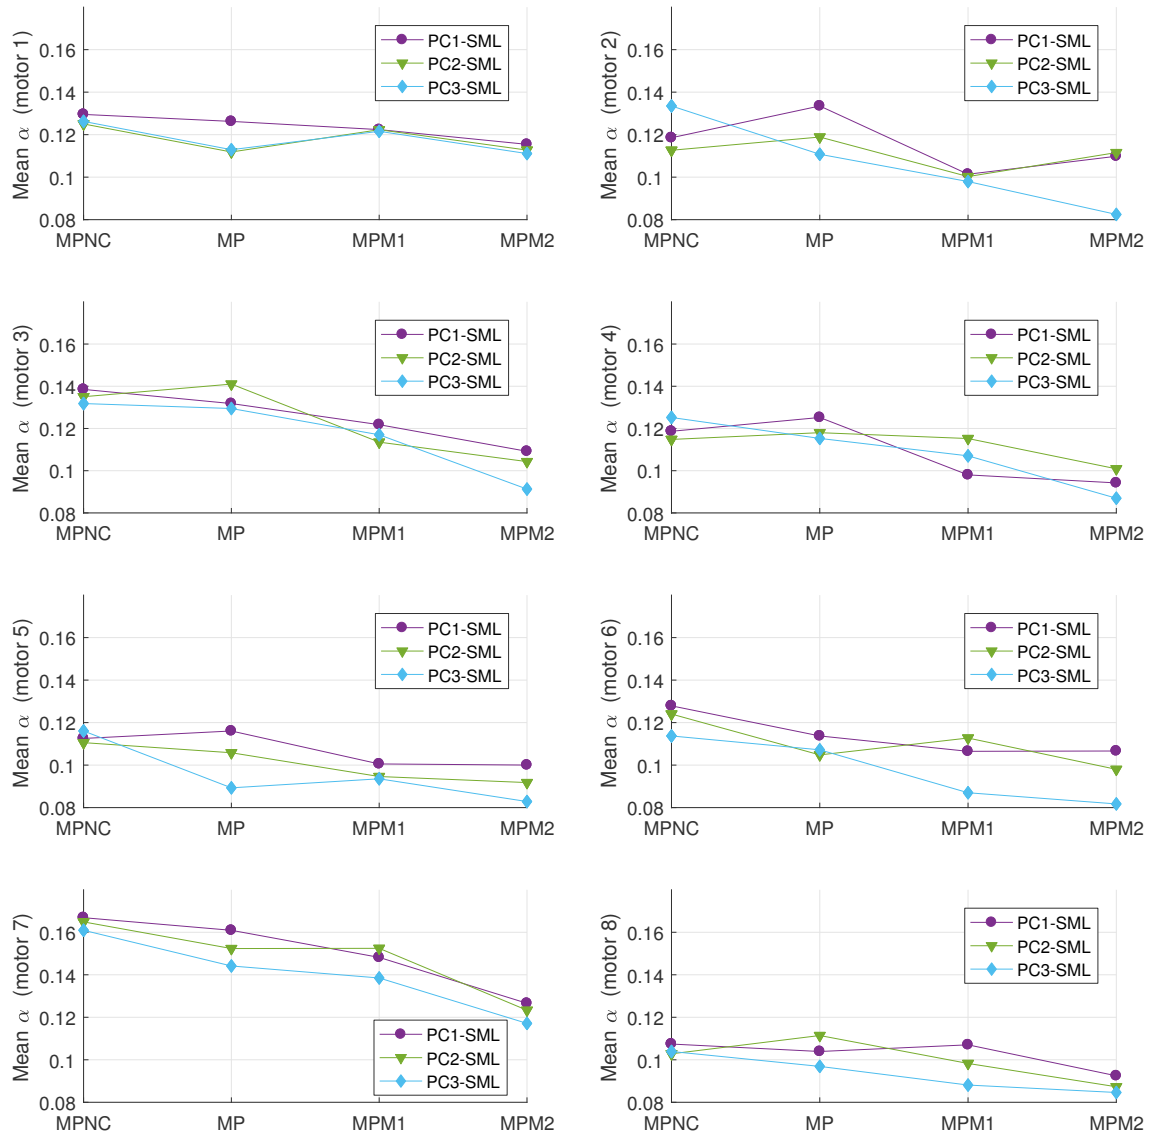 Mean α (motor 1)
0.16
0.14
0.12
0.1
0.08
MPNC MP MPM1 MPM2
PC1-SML
PC2-SML
PC3-SML
Mean α (motor 2)
0.16
0.14
0.12
0.1
0.08
MPNC MP MPM1 MPM2
PC1-SML
PC2-SML
PC3-SML
Mean α (motor 3)
0.16
0.14
0.12
0.1
0.08
MPNC MP MPM1 MPM2
PC1-SML
PC2-SML
PC3-SML
Mean α (motor 4)
0.16
0.14
0.12
0.1
0.08
MPNC MP MPM1 MPM2
PC1-SML
PC2-SML
PC3-SML
Mean α (motor 5)
0.16
0.14
0.12
0.1
0.08
MPNC MP MPM1 MPM2
PC1-SML
PC2-SML
PC3-SML
Mean α (motor 6)
0.16
0.14
0.12
0.1
0.08
MPNC MP MPM1 MPM2
PC1-SML
PC2-SML
PC3-SML
Mean α (motor 7)
0.16
0.14
0.12
0.1
0.08
MPNC MP MPM1 MPM2
PC1-SML
PC2-SML
PC3-SML
Mean α (motor 8)
0.16
0.14
0.12
0.1
0.08
MPNC MP MPM1 MPM2
PC1-SML
PC2-SML
PC3-SML